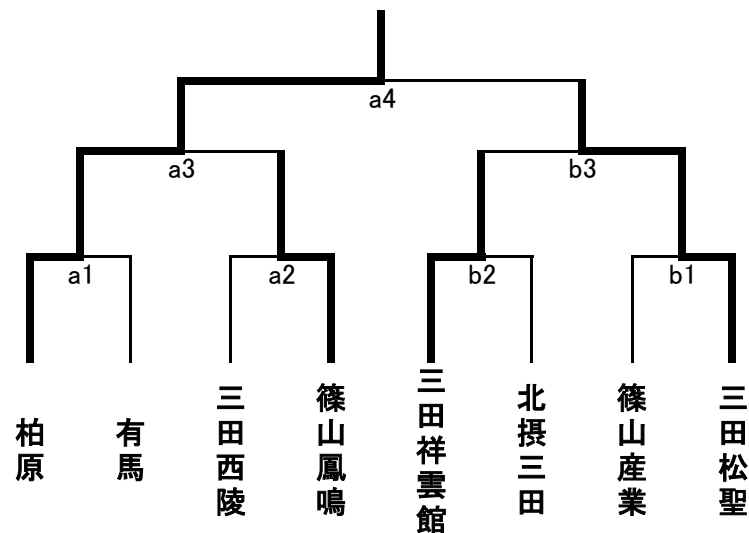 a4
a3
b3
a1
a2
b2
b1
柏原
有馬
三田西陵
篠山鳳鳴
三田祥雲館
北摂三田
篠山産業
三田松聖